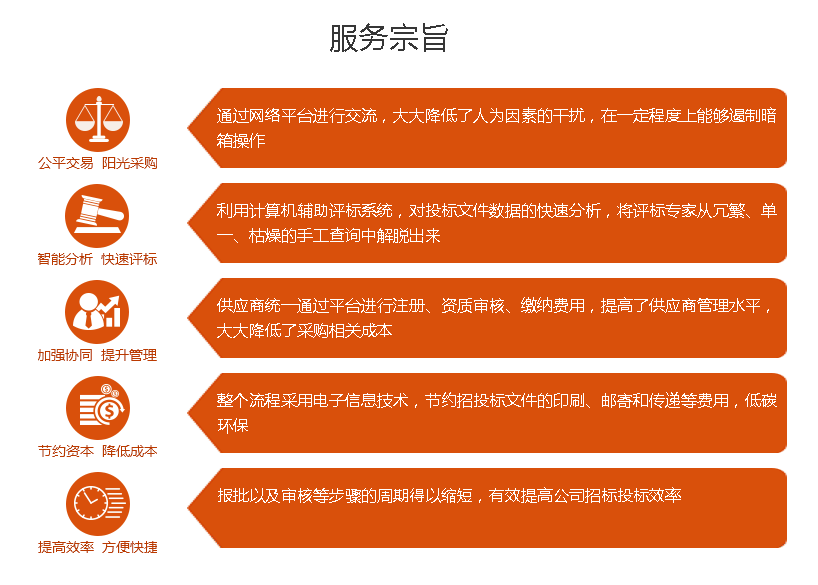 服务宗旨
通过网络平台进行交流，大大降低了人为因素的干扰，在一定程度上能够遏制暗
箱操作
公平交易 阳光采购
利用计算机辅助评标系统，对投标文件数据的快速分析，将评标专家从冗繁、单
一、枯燥的手工查询中解脱出来
智能分析 快速评标
供应商统一通过平台进行注册、资质审核、缴纳费用，提高了供应商管理水平，
大大降低了采购相关成本
加强协同 提升管理
整个流程采用电子信息技术，节约招投标文件的印刷、邮寄和传递等费用，低碳
环保
节约资本 降低成本
报批以及审核等步骤的周期得以缩短，有效提高公司招标投标效率
提高效率 方便快捷